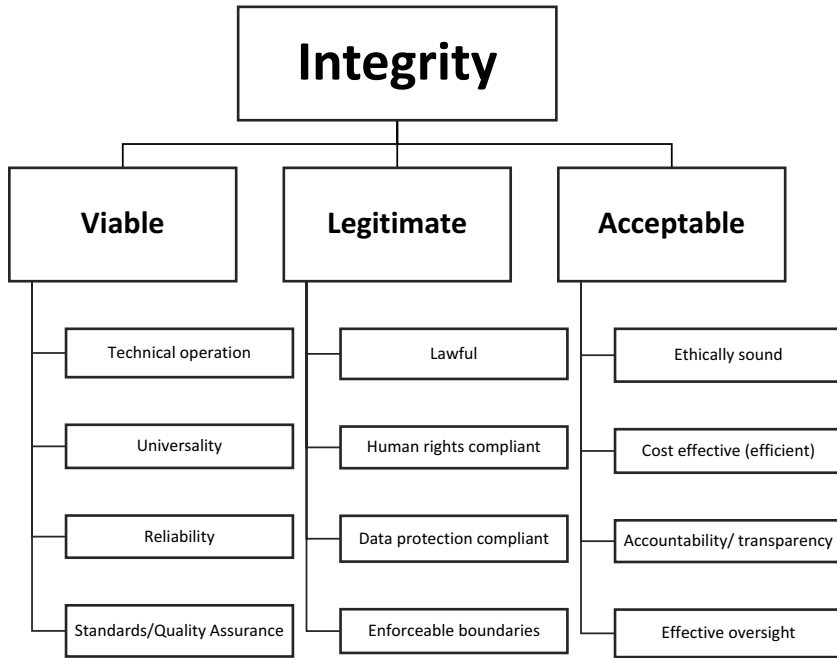 Integrity
Viable
Legitimate
Acceptable
Technical operation
Universality
Reliability
Standards/Quality Assurance
Lawful
Human rights compliant
Data protection compliant
Enforceable boundaries
Ethically sound
Cost effective (efficient)
Accountability/ transparency
Effective oversight